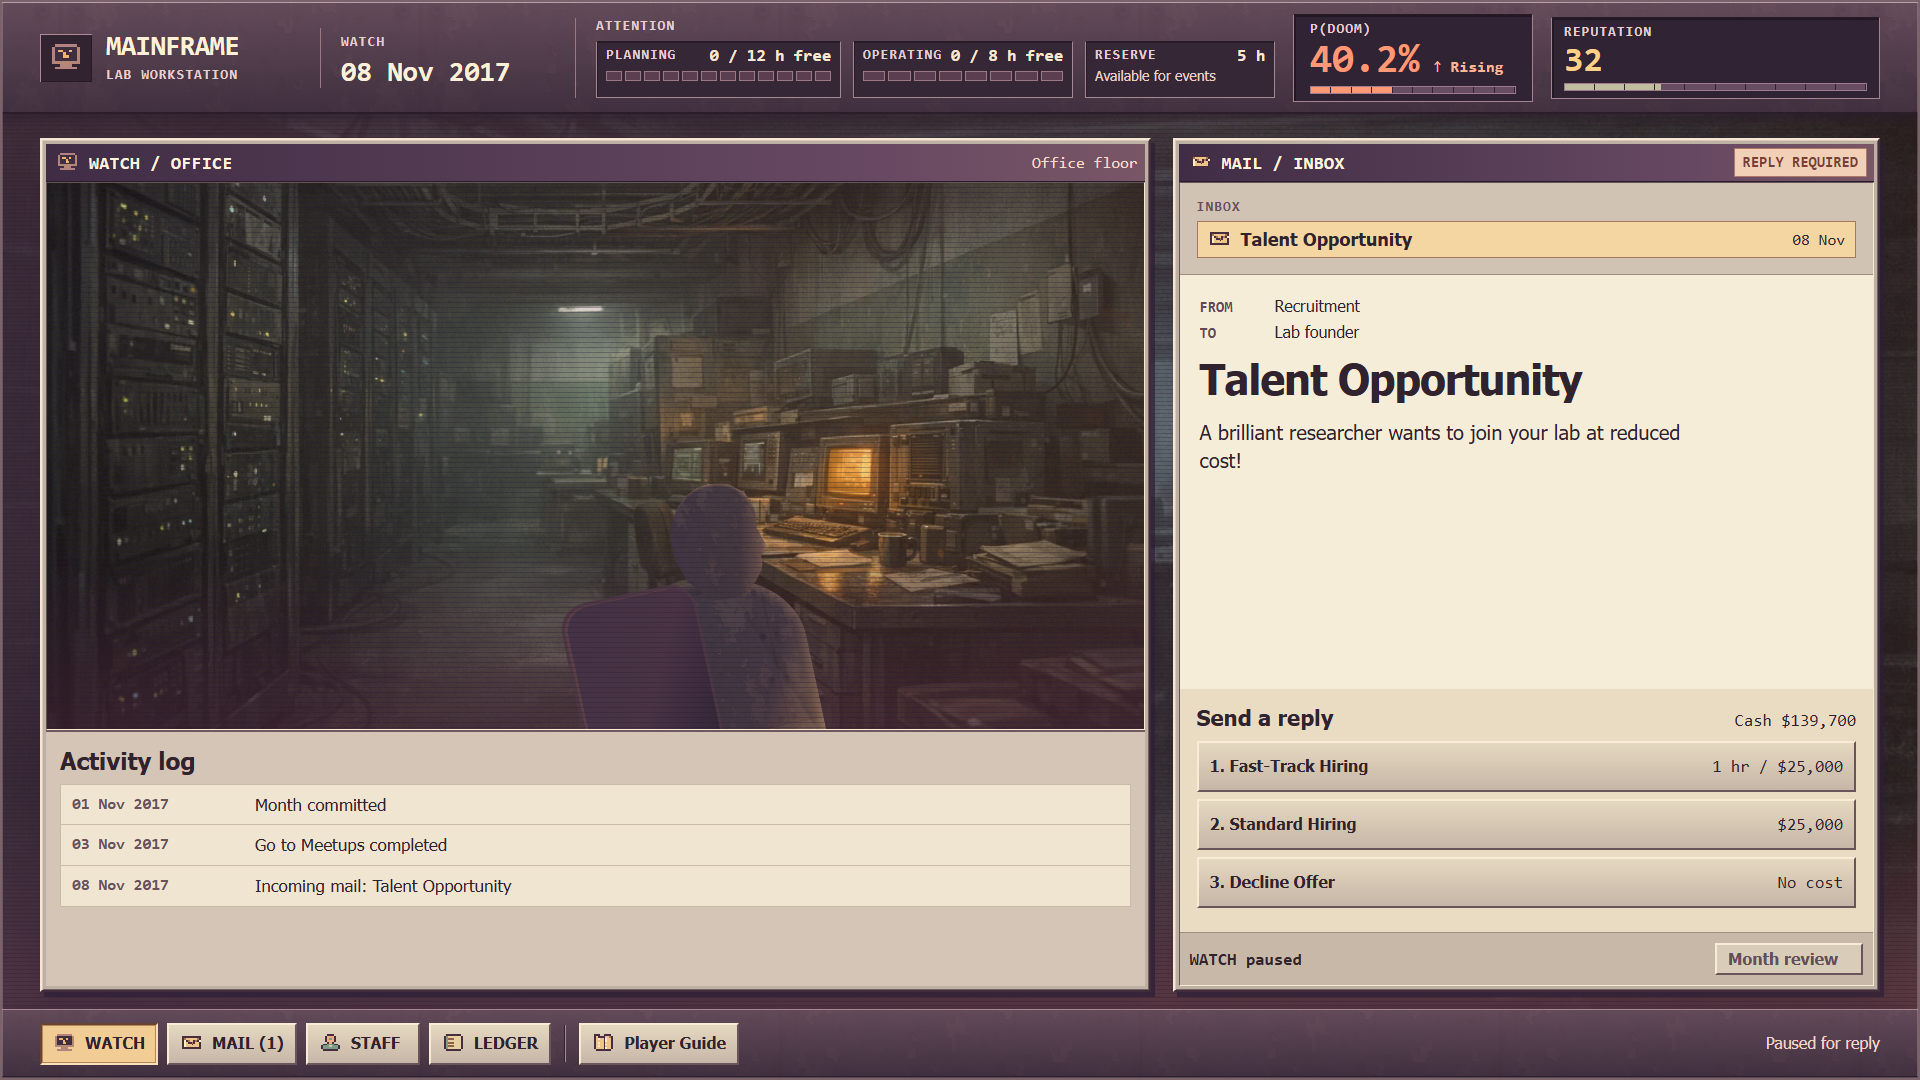 MAINFRAME
LAB WORKSTATION
WATCH
08 Nov 2017
ATTENTION
PLANNING 0 / 12 h free
OPERATING 0 / 8 h free
RESERVE 5 h
Available for events
P(DOOM)
40.2% ↑ Rising
REPUTATION
32
WATCH / OFFICE Office floor
Activity log
01 Nov 2017 Month committed
03 Nov 2017 Go to Meetups completed
08 Nov 2017 Incoming mail: Talent Opportunity
MAIL / INBOX REPLY REQUIRED
INBOX
Talent Opportunity 08 Nov
FROM Recruitment
TO Lab founder
Talent Opportunity
A brilliant researcher wants to join your lab at reduced
cost!
Send a reply Cash $139,700
1. Fast-Track Hiring 1 hr / $25,000
2. Standard Hiring $25,000
3. Decline Offer No cost
WATCH paused Month review
WATCH MAIL (1) STAFF LEDGER Player Guide Paused for reply